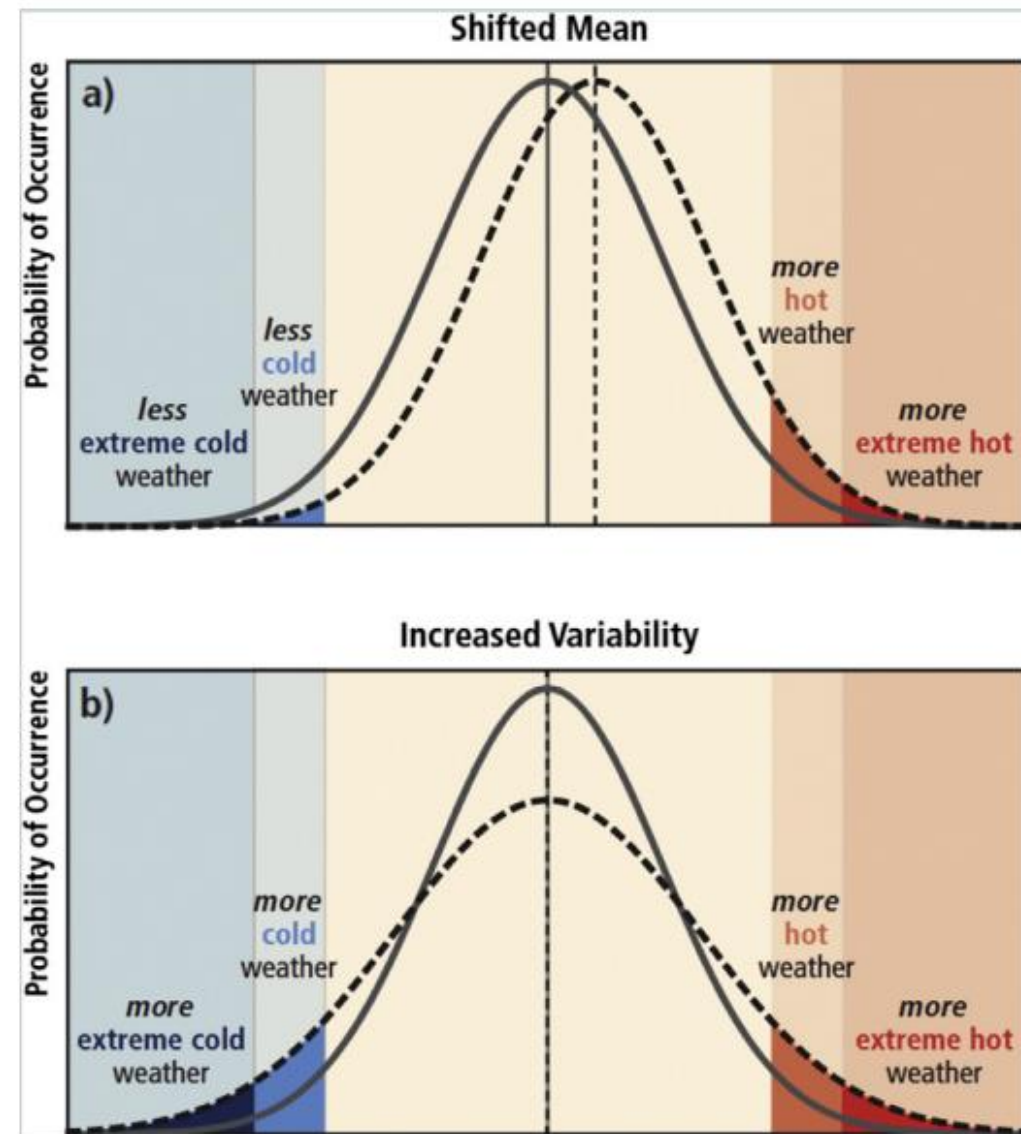 Shifted Mean
a)
Probability of Occurrence
less
extreme cold
weather
less
cold
weather
more
hot
weather
more
extreme hot
weather
Increased Variability
b)
Probability of Occurrence
more
extreme cold
weather
more
cold
weather
more
hot
weather
more
extreme hot
weather